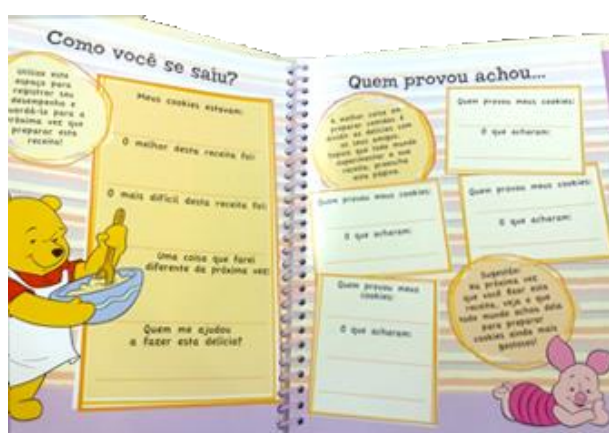 Como você se saiu?
Utilize este
espaço para
registrar seu
desempenho e
para a
próxima vez que
preparar esta
receita!
Meus cookies estavam:
O melhor desta receita foi:
O mais difícil desta receita foi:
Uma coisa que farei
diferente da próxima vez:
Quem me ajudou
a fazer esta delícia?
Quem provou achou...
A melhor coisa em
preparar comidas é
dividir as delícias com
os seus amigos.
Depois que todo mundo
experimentar a sua
receita, preencha
esta página.
Quem provou meus cookies:
O que acharam:
Quem provou meus cookies:
O que acharam:
Quem provou meus cookies:
O que acharam:
Quem provou meus
cookies:
O que acharam:
Sugestão:
Na próxima vez
que você fizer esta
receita, veja o que
todo mundo achou dela
para preparar
cookies ainda mais
gostosos!